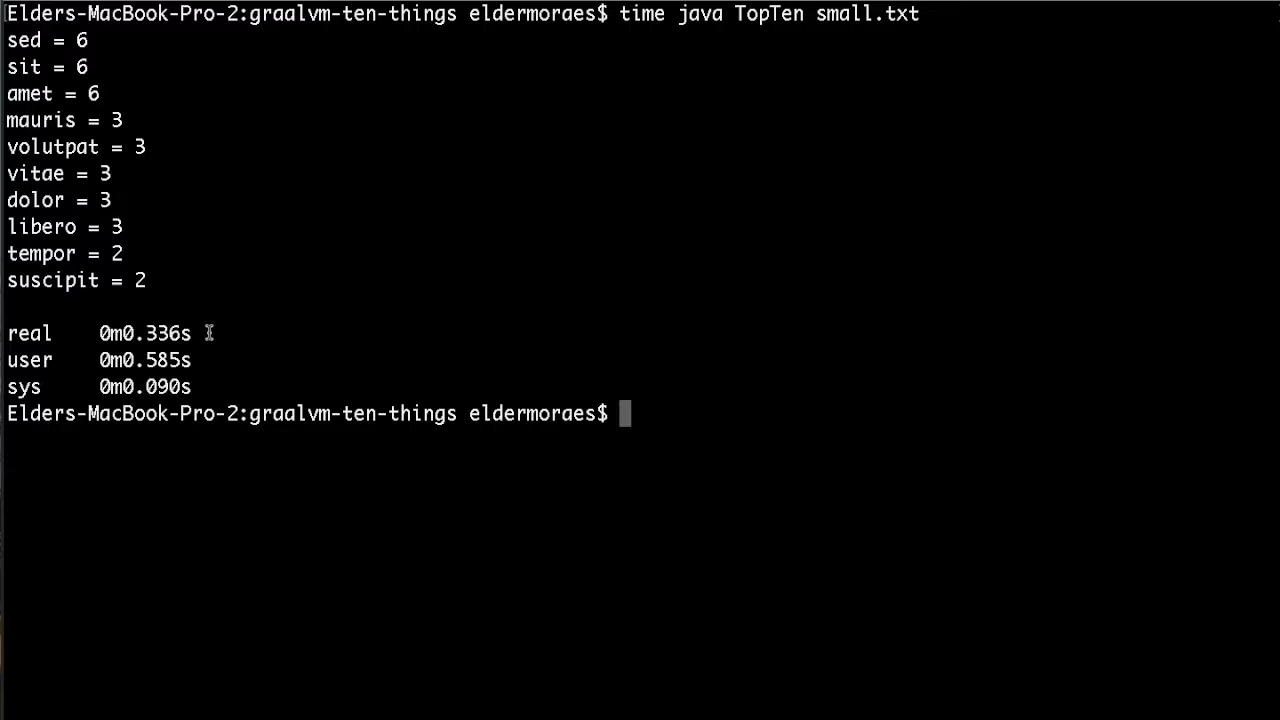 Elders-MacBook-Pro-2:graalvm-ten-things eldermoraes$ time java TopTen small.txt
sed = 6
sit = 6
amet = 6
mauris = 3
volutpat = 3
vitae = 3
dolor = 3
libero = 3
tempor = 2
suscipit = 2
real    0m0.336s
user    0m0.585s
sys     0m0.090s
Elders-MacBook-Pro-2:graalvm-ten-things eldermoraes$